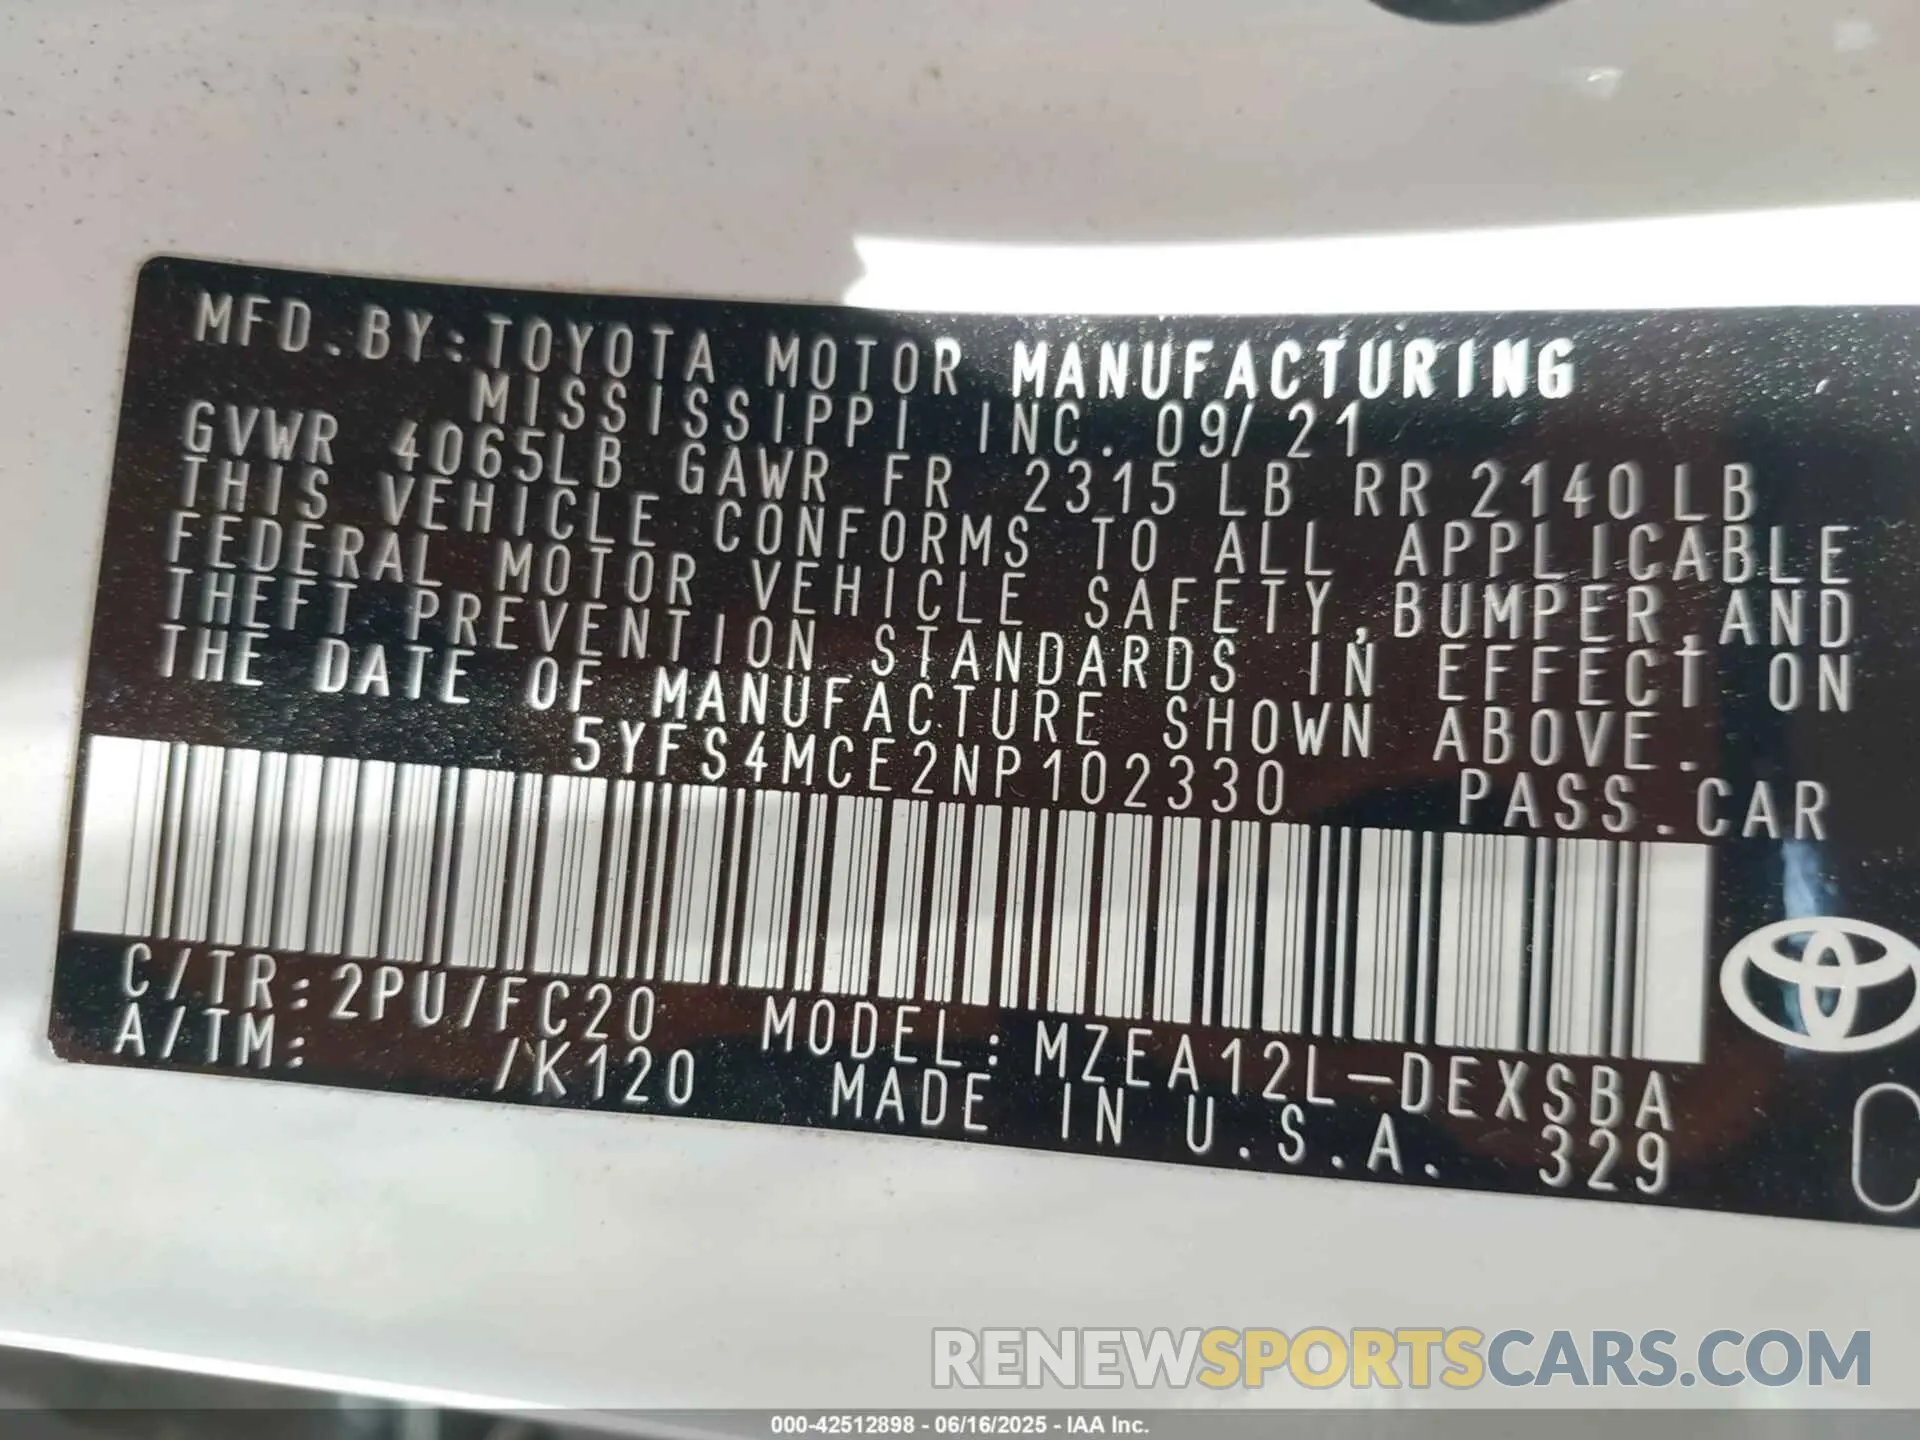 MFD.BY:TOYOTA MOTOR MANUFACTURING
MISSISSIPPI INC. 09/21
GVWR 4065LB GAWR FR 2315 LB RR 2140LB
THIS VEHICLE CONFORMS TO ALL APPLICABLE
FEDERAL MOTOR VEHICLE SAFETY,BUMPER,AND
THEFT PREVENTION STANDARDS IN EFFECT ON
THE DATE OF MANUFACTURE SHOWN ABOVE.
5YFS4MCE2NP102330 PASS.CAR
C/TR:2PU/FC20 MODEL:MZEA12L-DEXSBA
A/TM: /K120 MADE IN U.S.A. 329
RENEWSPORTSCARS.COM
000-42512898 - 06/16/2025 - IAA Inc.